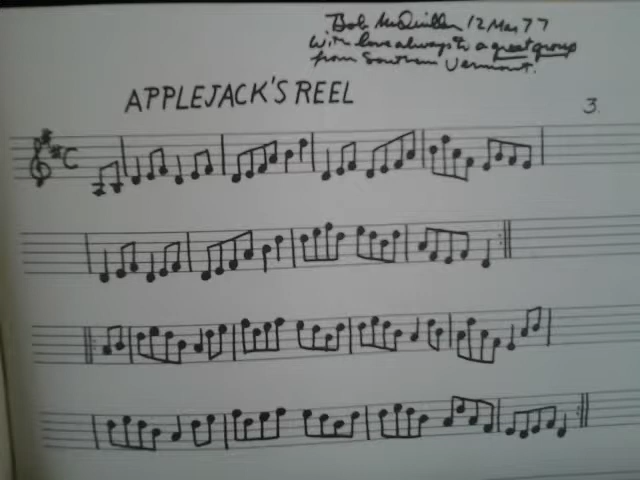 Bob McQuillen 12 Mar 77
With love always to a great group
from Southern Vermont.
APPLEJACK'S REEL
3.
C